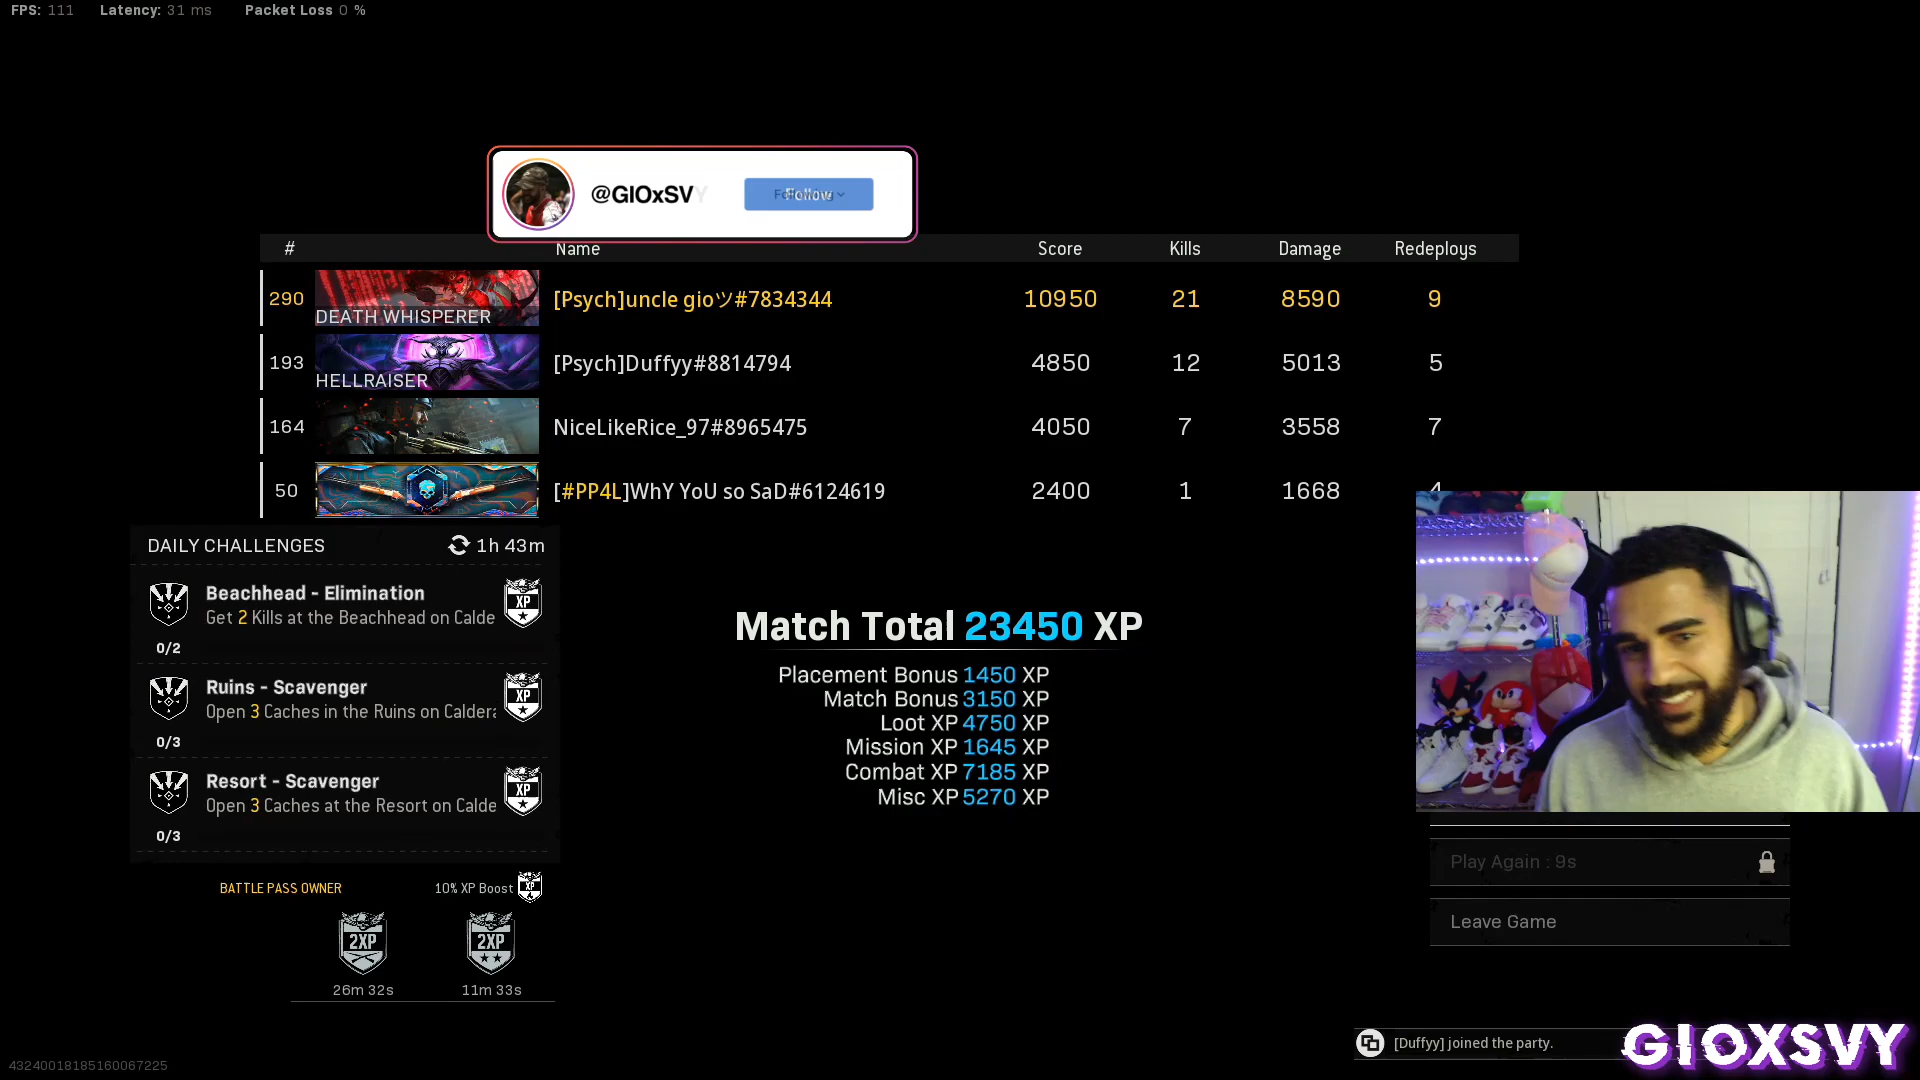 FPS: 111 Latency: 31 ms Packet Loss 0 %
@GIOxSVY
# Name Score Kills Damage Redeploys
290 DEATH WHISPERER [Psych]uncle gioツ#7834344 10950 21 8590 9
193 HELLRAISER [Psych]Duffyy#8814794 4850 12 5013 5
164 NiceLikeRice_97#8965475 4050 7 3558 7
50 [#PP4L]WhY YoU so SaD#6124619 2400 1 1668 4
DAILY CHALLENGES 1h 43m
Beachhead - Elimination
Get 2 Kills at the Beachhead on Calde
XP
0/2
Ruins - Scavenger
Open 3 Caches in the Ruins on Caldera
XP
0/3
Resort - Scavenger
Open 3 Caches at the Resort on Calde
XP
0/3
BATTLE PASS OWNER 10% XP Boost XP
2XP 2XP
26m 32s 11m 33s
Match Total 23450 XP
Placement Bonus 1450 XP
Match Bonus 3150 XP
Loot XP 4750 XP
Mission XP 1645 XP
Combat XP 7185 XP
Misc XP 5270 XP
Play Again : 9s
Leave Game
[Duffyy] joined the party.
GIOXSVY
43240018185160067225